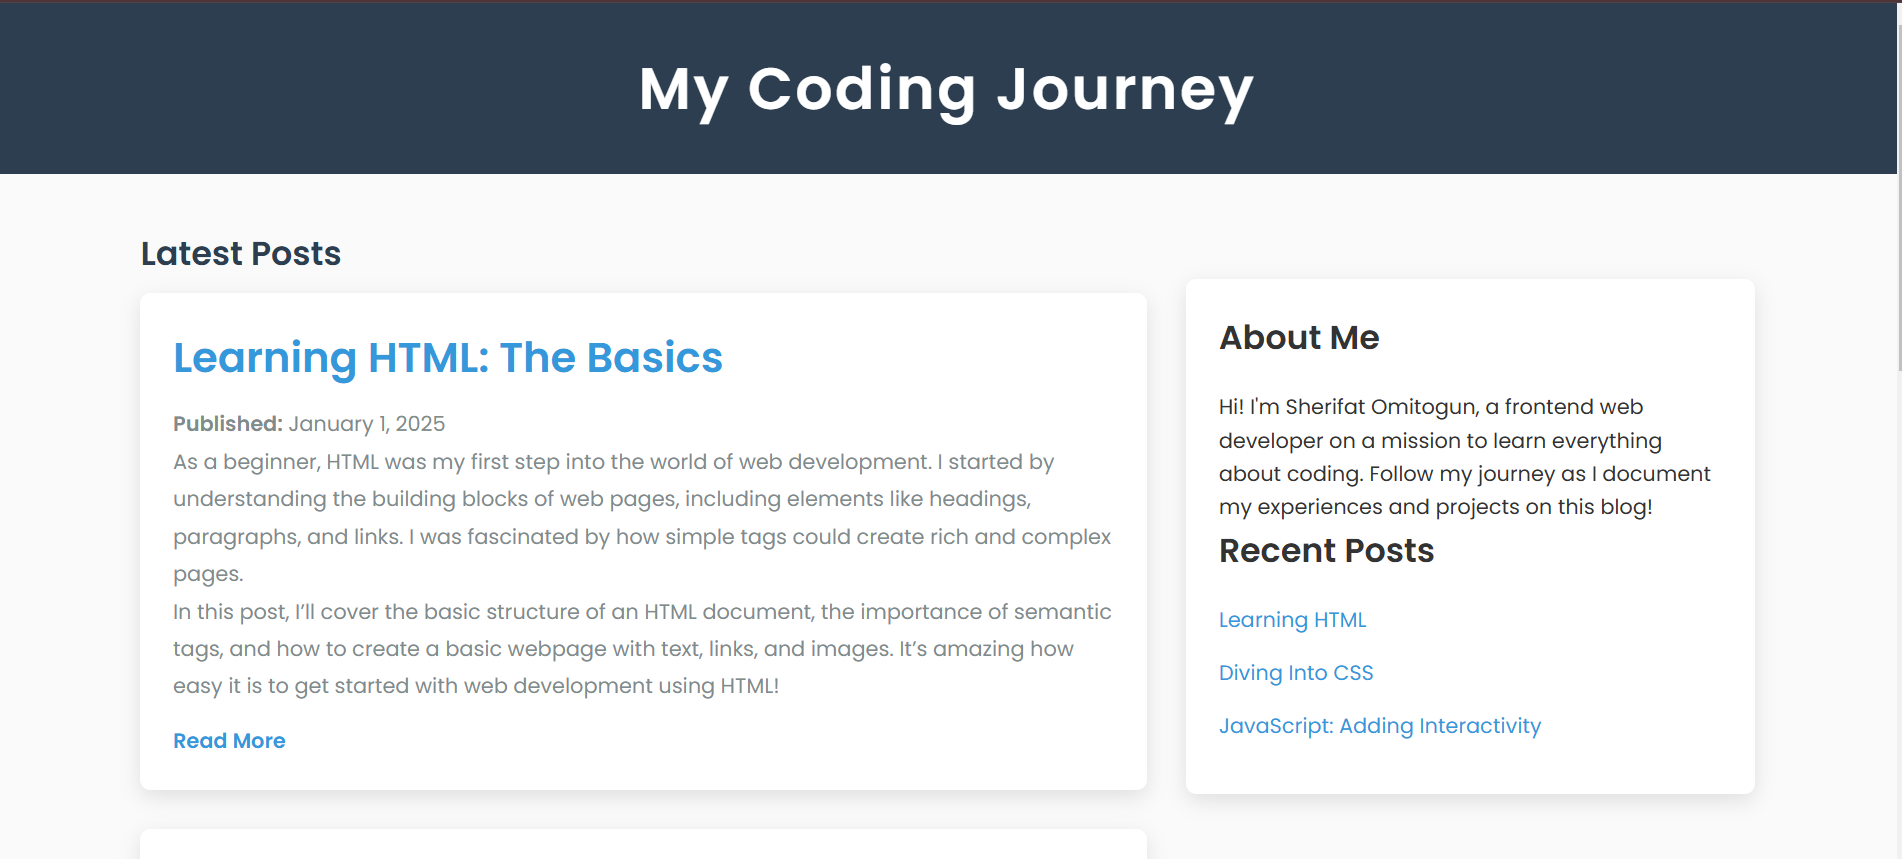 My Coding Journey
Latest Posts
Learning HTML: The Basics
Published: January 1, 2025
As a beginner, HTML was my first step into the world of web development. I started by
understanding the building blocks of web pages, including elements like headings,
paragraphs, and links. I was fascinated by how simple tags could create rich and complex
pages.
In this post, I’ll cover the basic structure of an HTML document, the importance of semantic
tags, and how to create a basic webpage with text, links, and images. It’s amazing how
easy it is to get started with web development using HTML!
Read More
About Me
Hi! I'm Sherifat Omitogun, a frontend web
developer on a mission to learn everything
about coding. Follow my journey as I document
my experiences and projects on this blog!
Recent Posts
Learning HTML
Diving Into CSS
JavaScript: Adding Interactivity